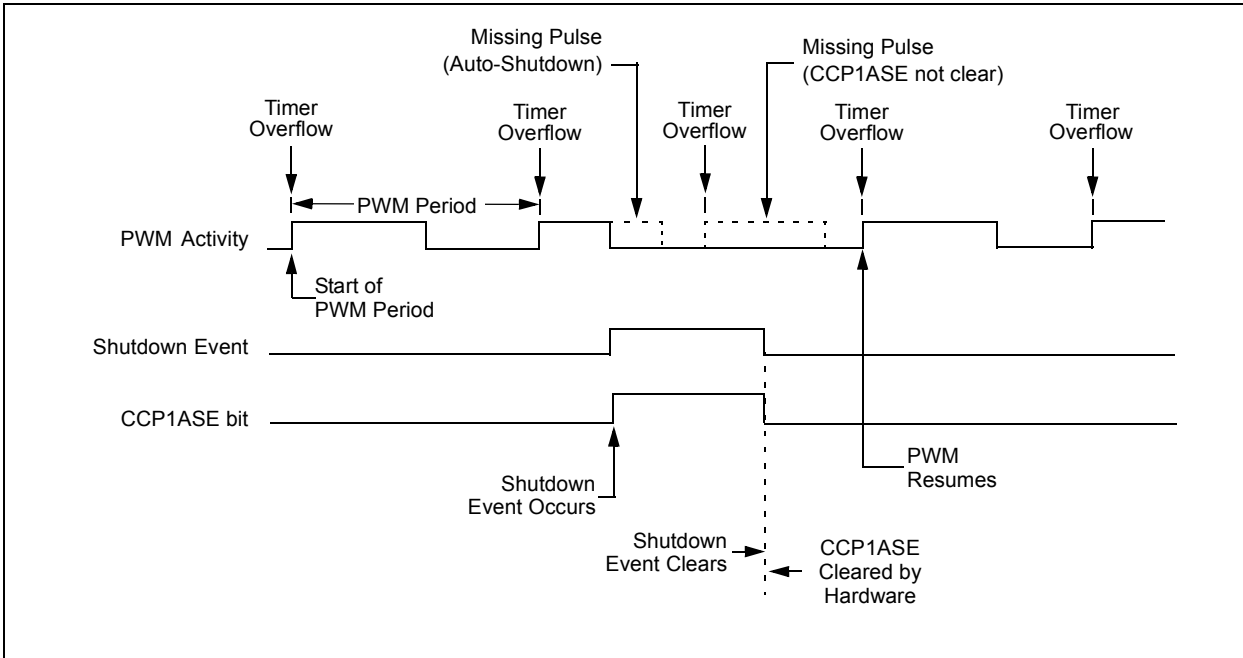 Missing Pulse
(Auto-Shutdown)
Missing Pulse
(CCP1ASE not clear)
Timer
Overflow
Timer
Overflow
Timer
Overflow
Timer
Overflow
Timer
Overflow
PWM Period
PWM Activity
Start of
PWM Period
Shutdown Event
CCP1ASE bit
PWM
Resumes
Shutdown
Event Occurs
Shutdown
Event Clears
CCP1ASE
Cleared by
Hardware